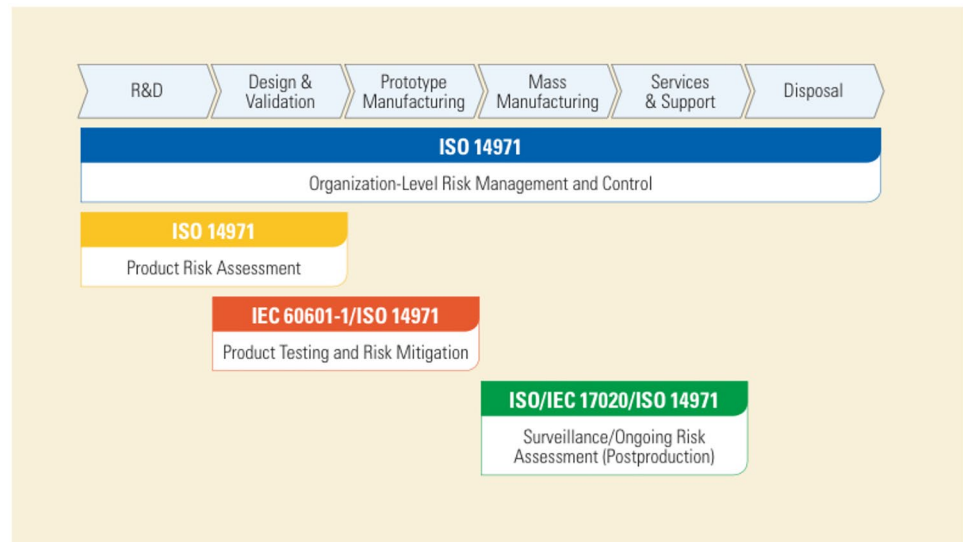 R&D
Design &
Validation
Prototype
Manufacturing
Mass
Manufacturing
Services
& Support
Disposal
ISO 14971
Organization-Level Risk Management and Control
ISO 14971
Product Risk Assessment
IEC 60601-1/ISO 14971
Product Testing and Risk Mitigation
ISO/IEC 17020/ISO 14971
Surveillance/Ongoing Risk
Assessment (Postproduction)